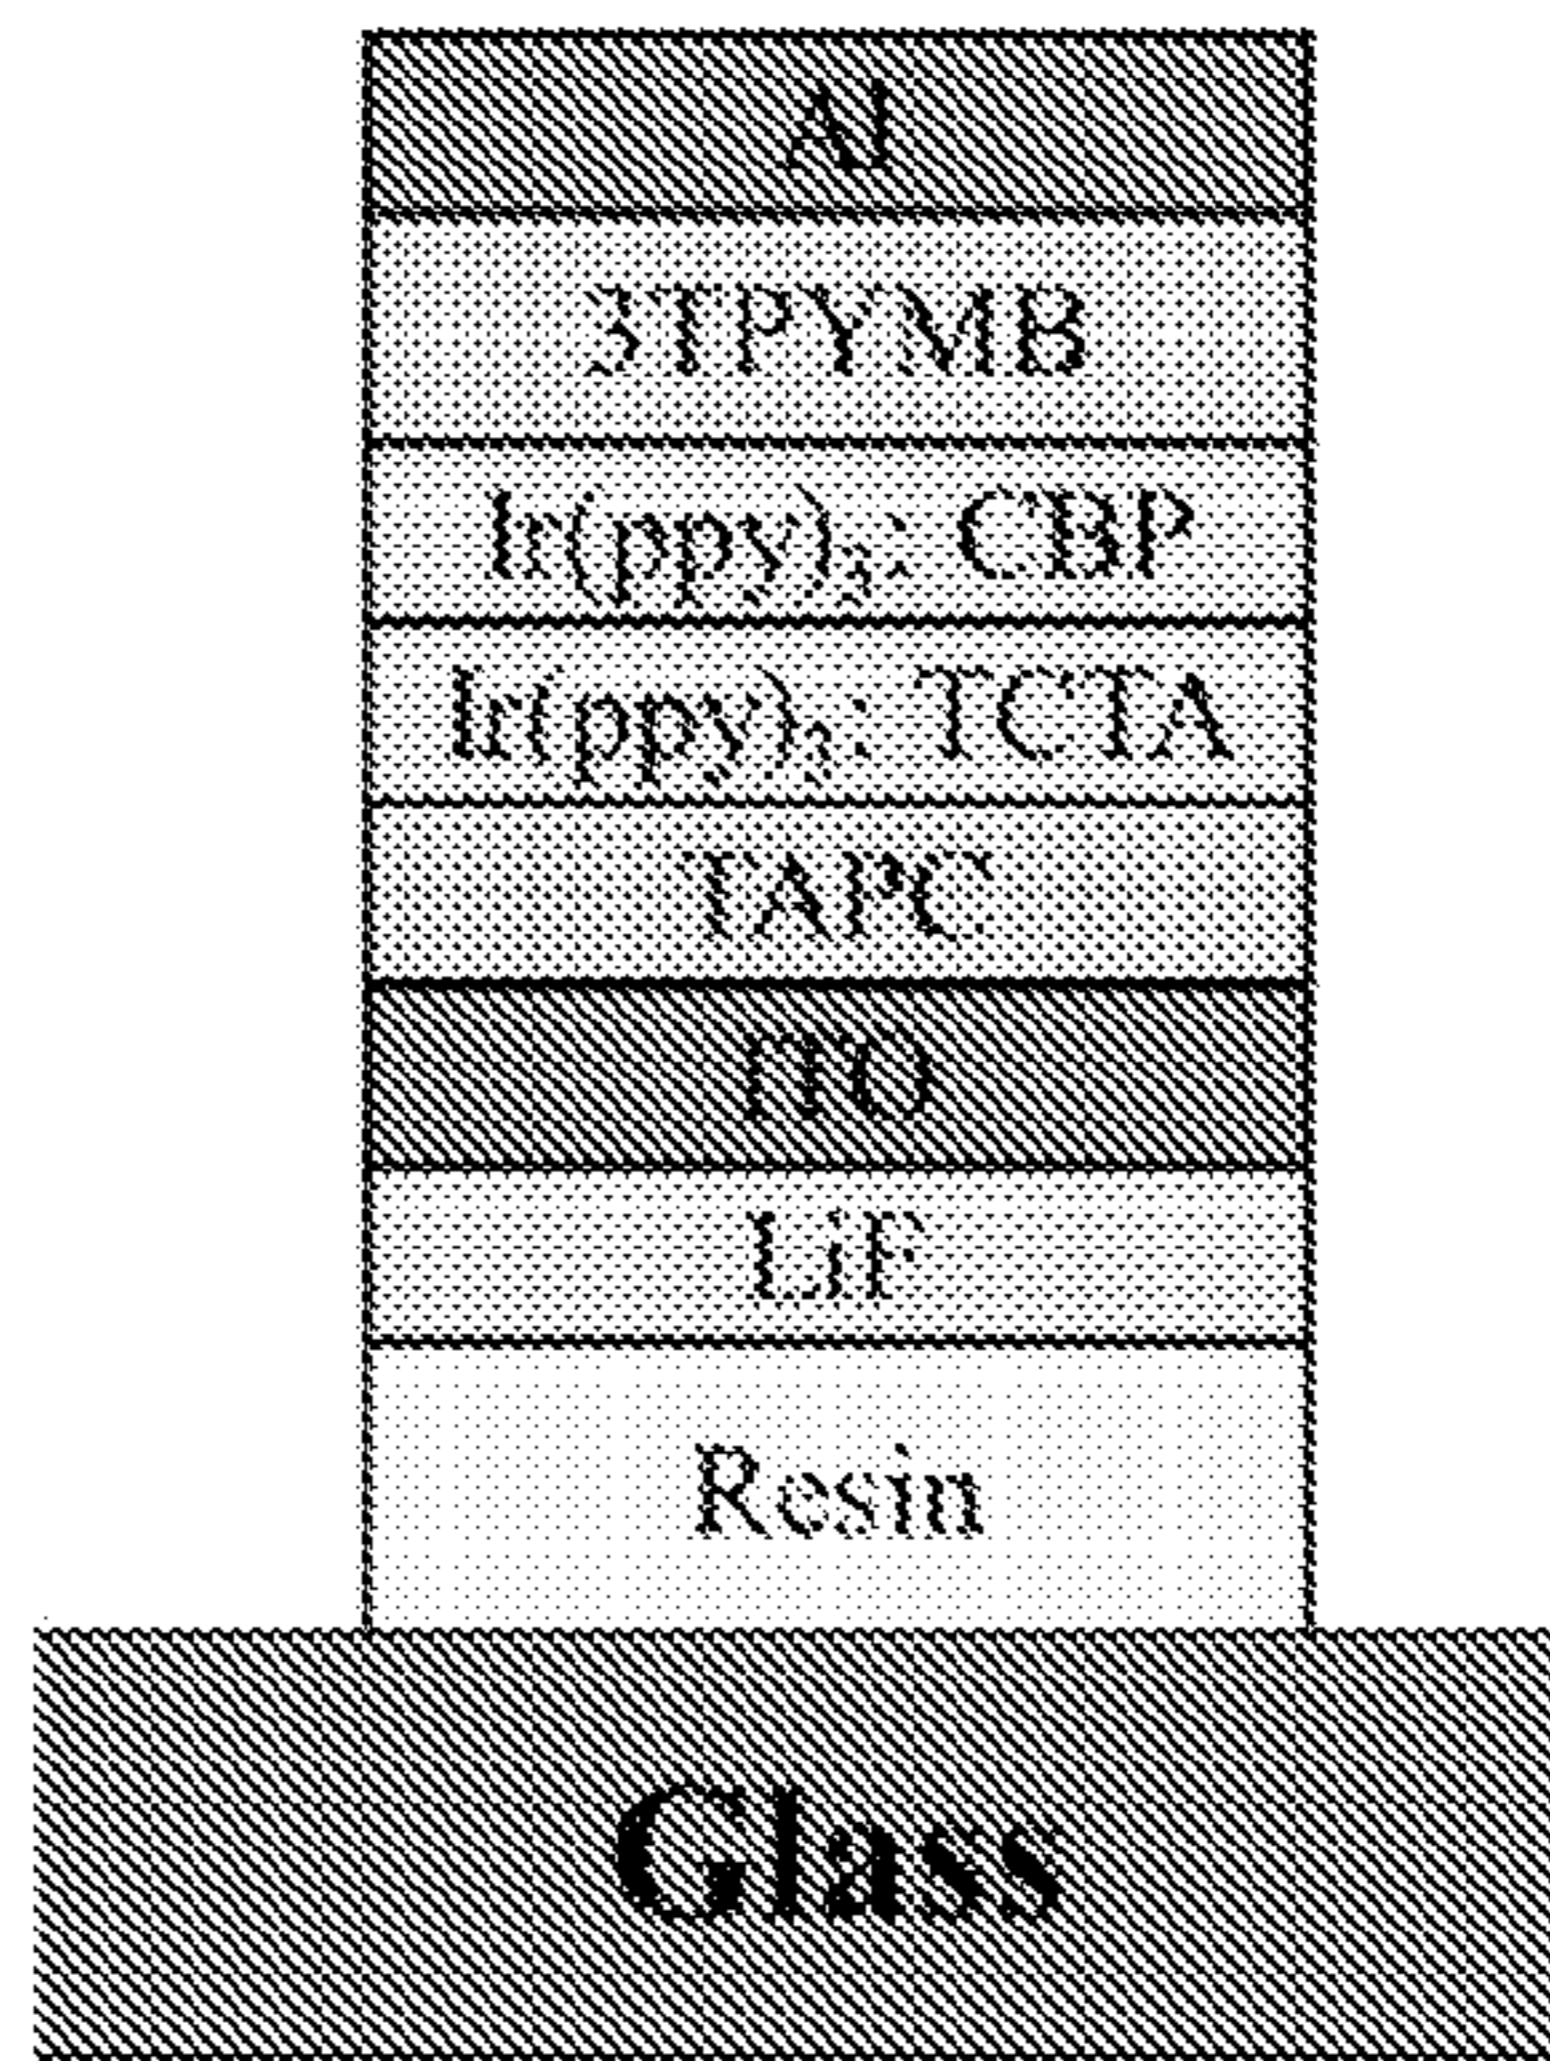 Al
3TPYMB
Ir(ppy)₃: CBP
Ir(ppy)₃: TCTA
TAPC
ITO
LiF
Resin
Glass